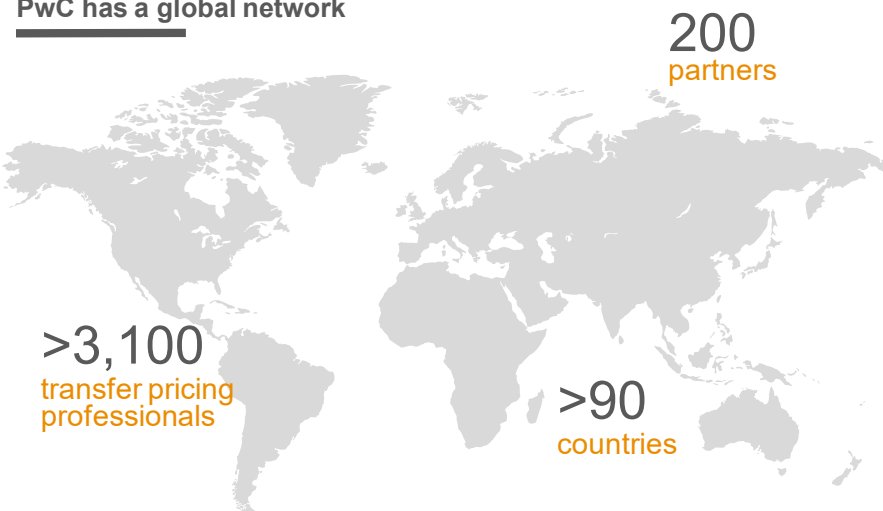 PwC has a global network
200
partners
>3,100
transfer pricing
professionals
>90
countries